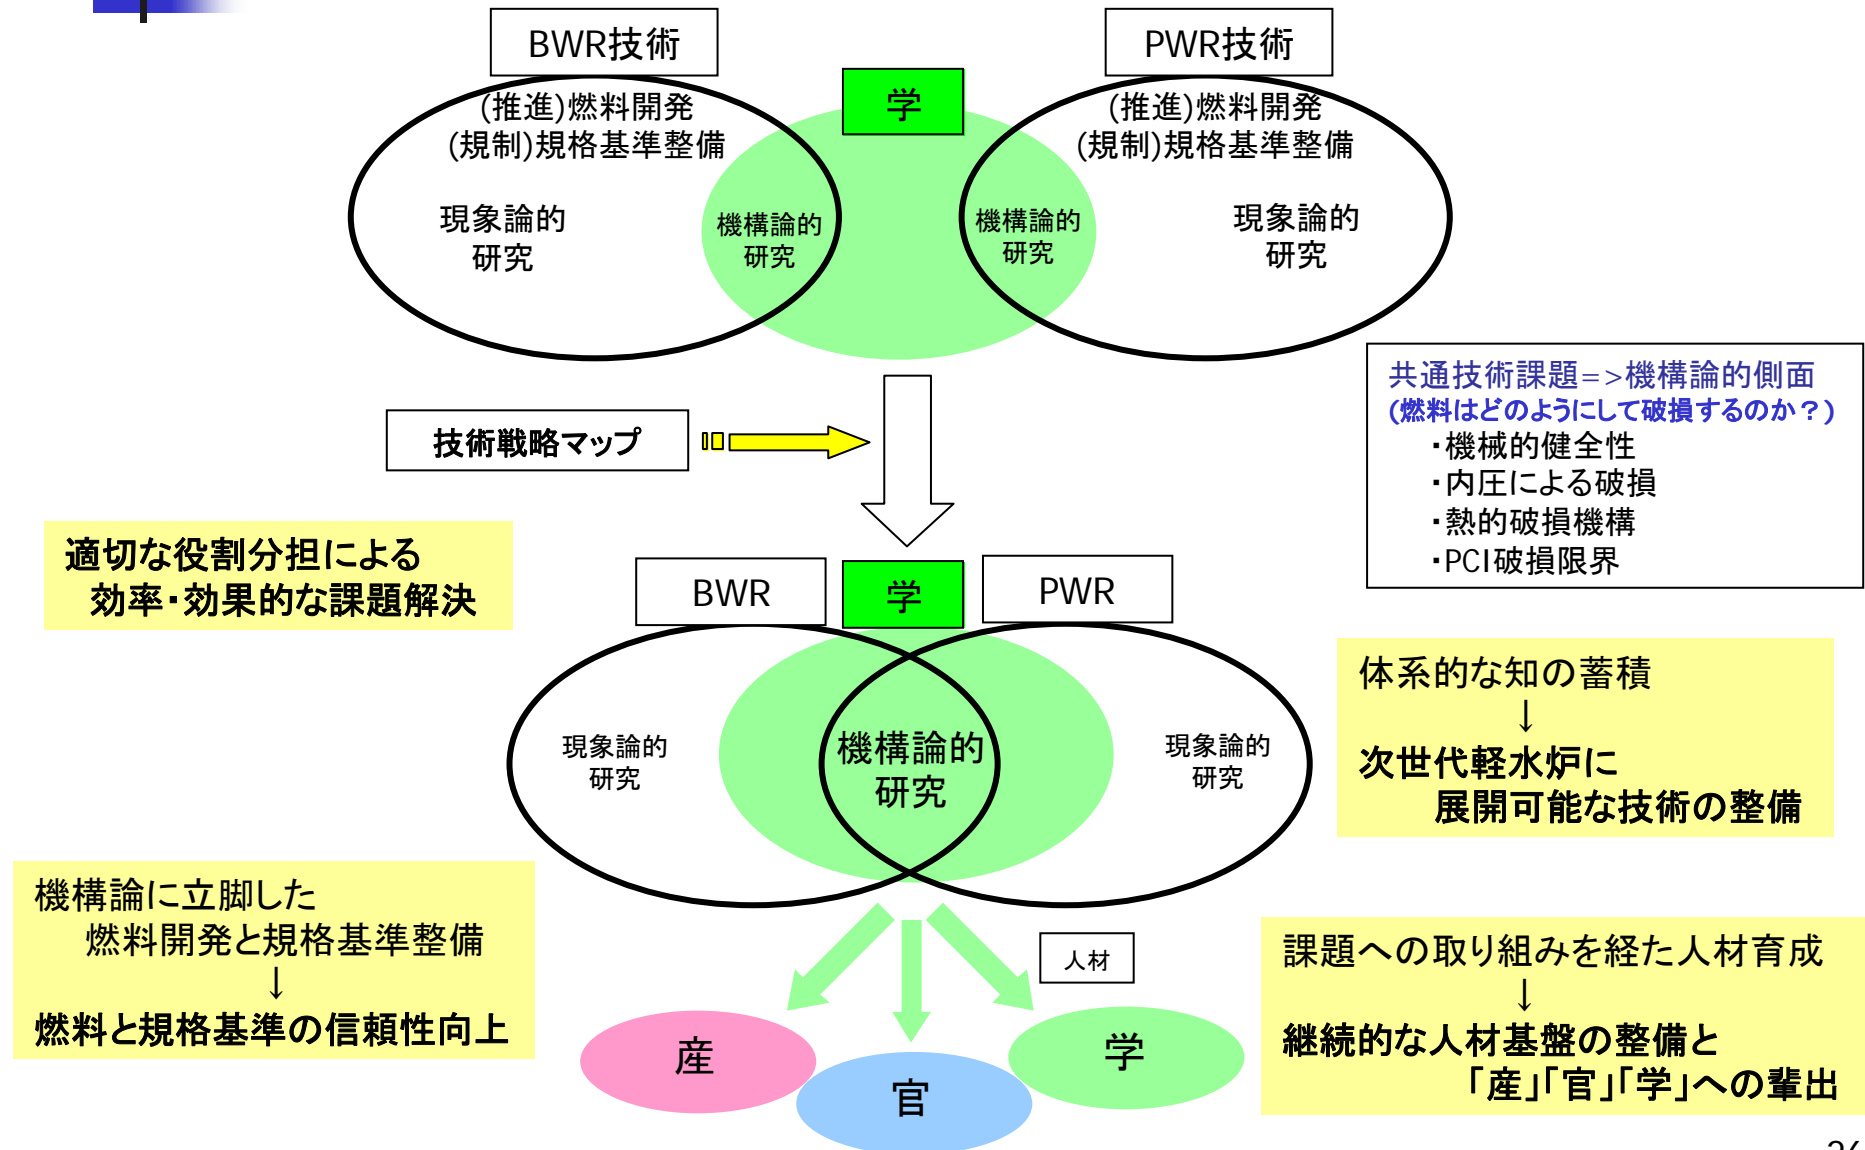 BWR技術
PWR技術
学
(推進)燃料開発
(規制)規格基準整備
(推進)燃料開発
(規制)規格基準整備
現象論的
研究
機構論的
研究
機構論的
研究
現象論的
研究
技術戦略マップ
共通技術課題=>機構論的側面
(燃料はどのようにして破損するのか？)
・機械的健全性
・内圧による破損
・熱的破損機構
・PCI破損限界
適切な役割分担による
効率・効果的な課題解決
BWR
学
PWR
現象論的
研究
機構論的
研究
現象論的
研究
体系的な知の蓄積
↓
次世代軽水炉に
展開可能な技術の整備
機構論に立脚した
燃料開発と規格基準整備
↓
燃料と規格基準の信頼性向上
人材
産
官
学
課題への取り組みを経た人材育成
↓
継続的な人材基盤の整備と
「産」「官」「学」への輩出